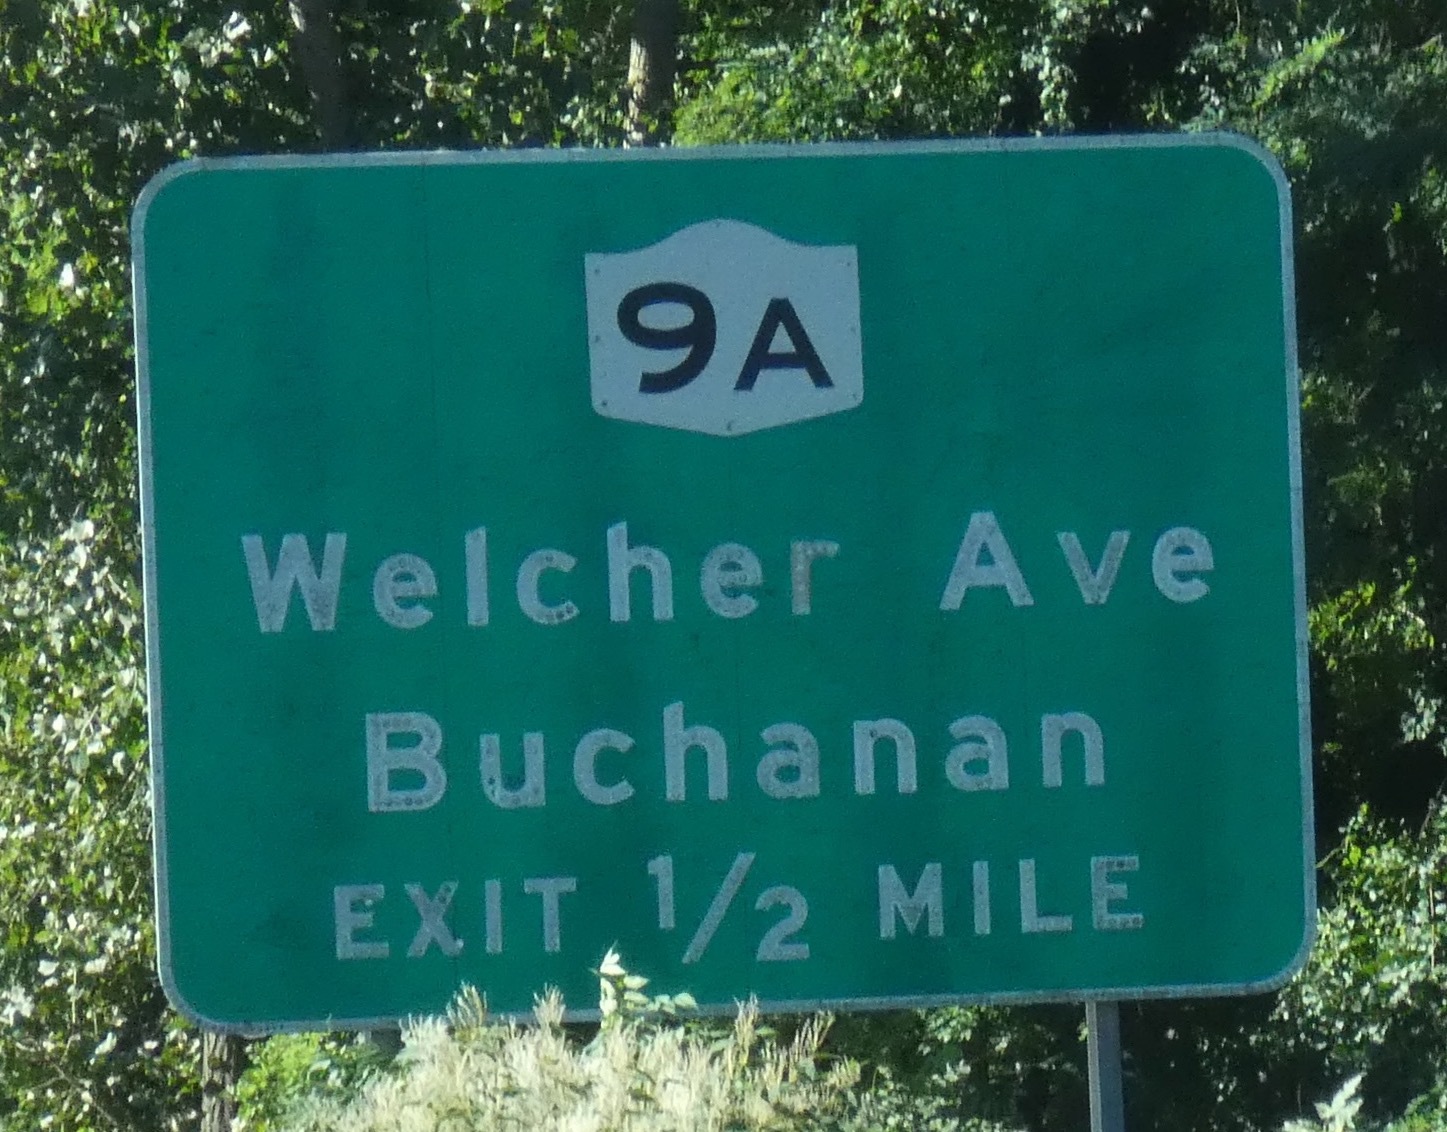 9A
Welcher Ave
Buchanan
EXIT 1/2 MILE